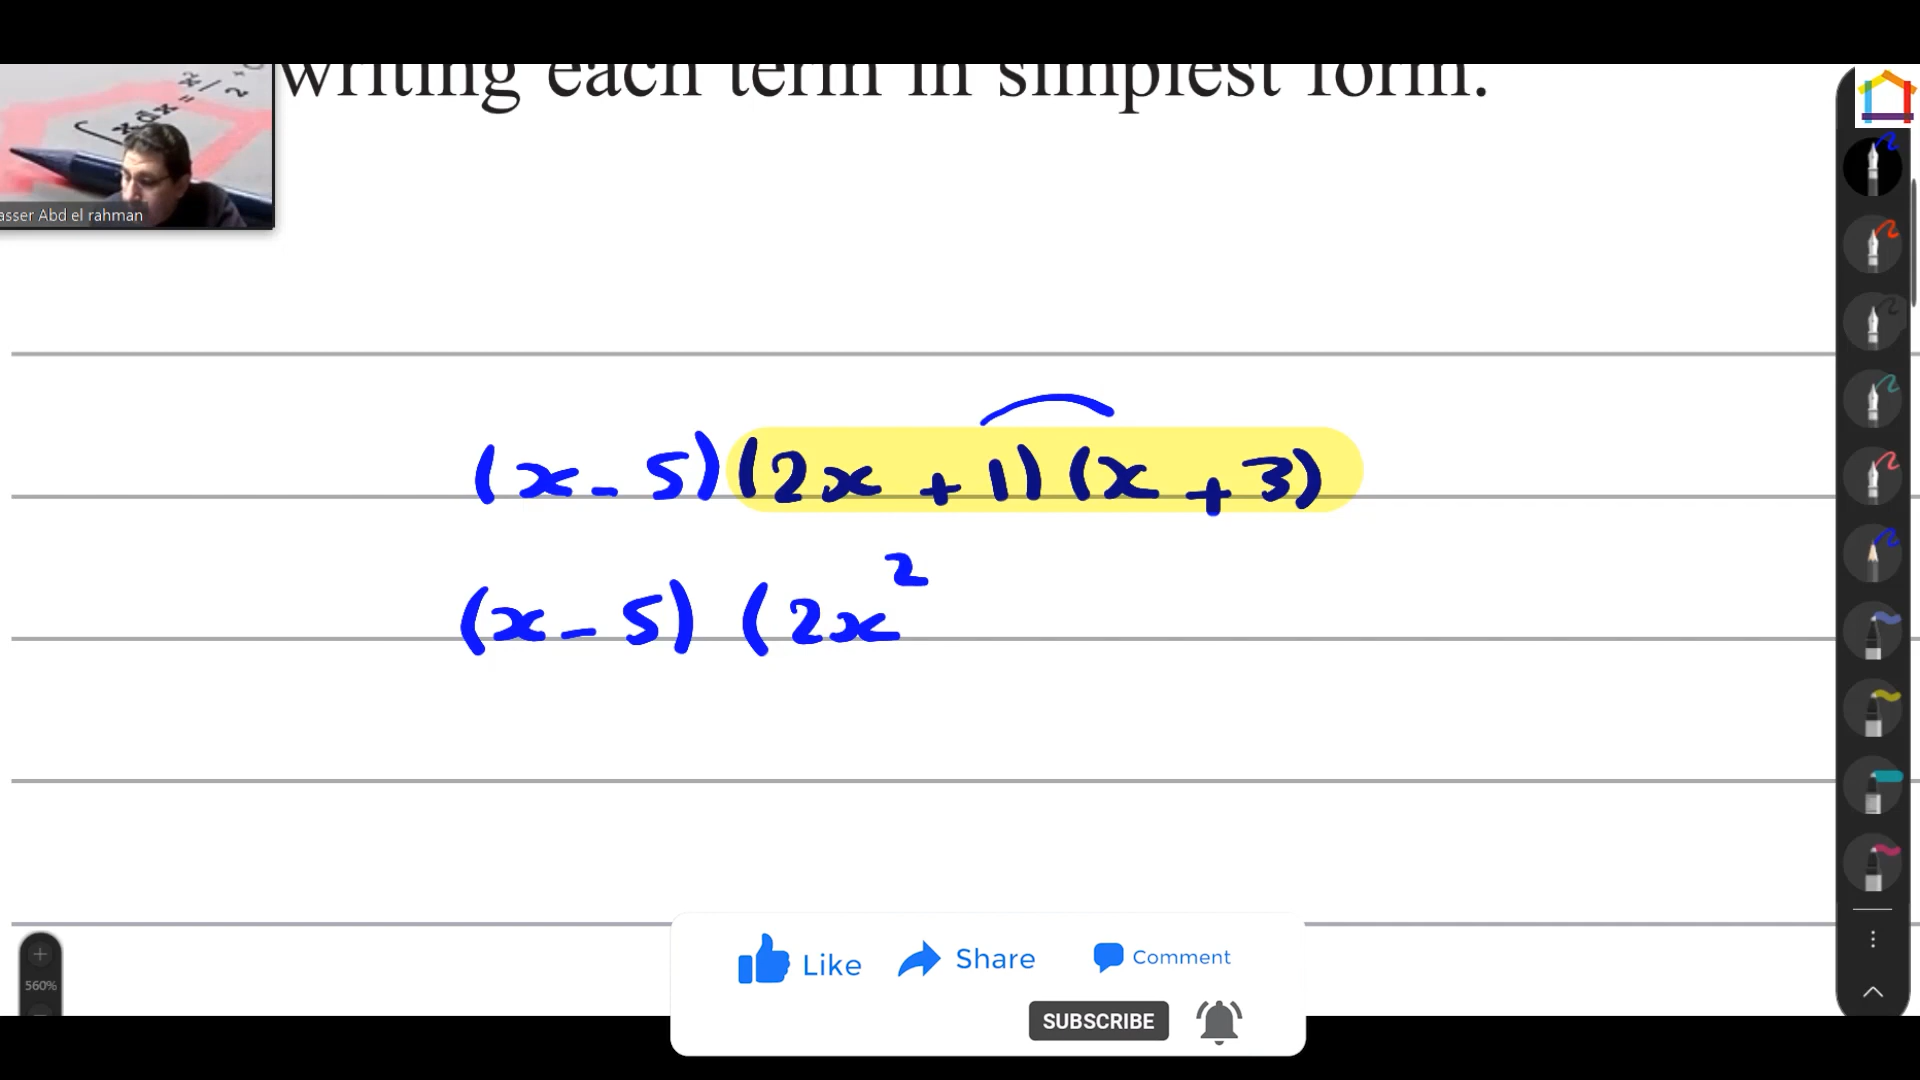 writing each term in simplest form.
asser Abd el rahman
(x - 5)(2x + 1)(x + 3)
(x - 5) (2x²
560%
Like Share Comment
SUBSCRIBE